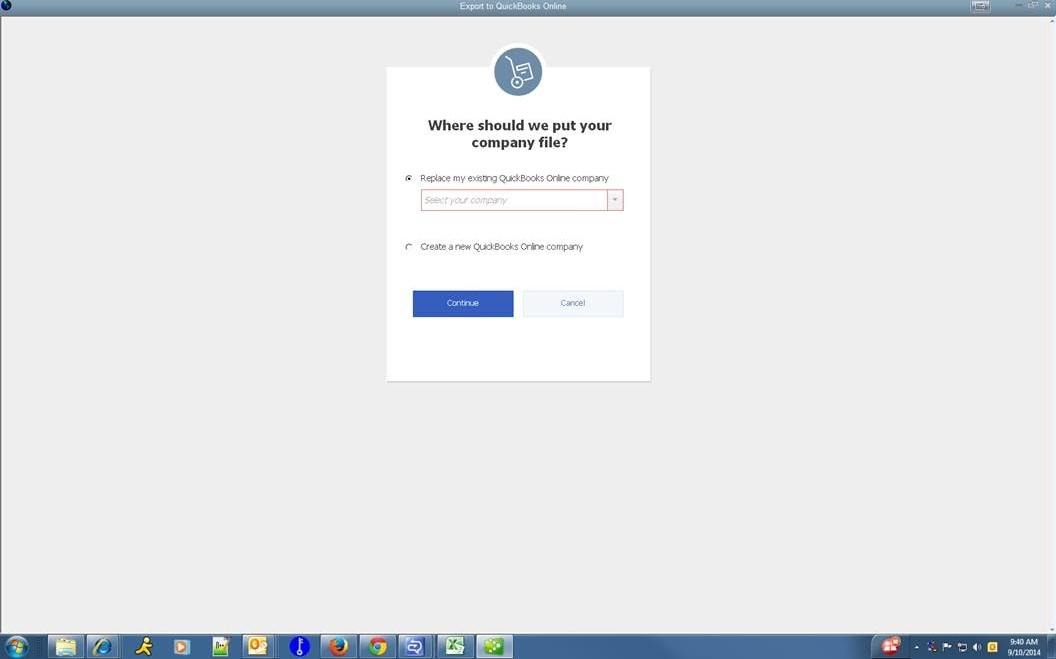 Export to QuickBooks Online
Where should we put your
company file?
Replace my existing QuickBooks Online company
Select your company
Create a new QuickBooks Online company
Continue
Cancel
9:40 AM
9/10/2014